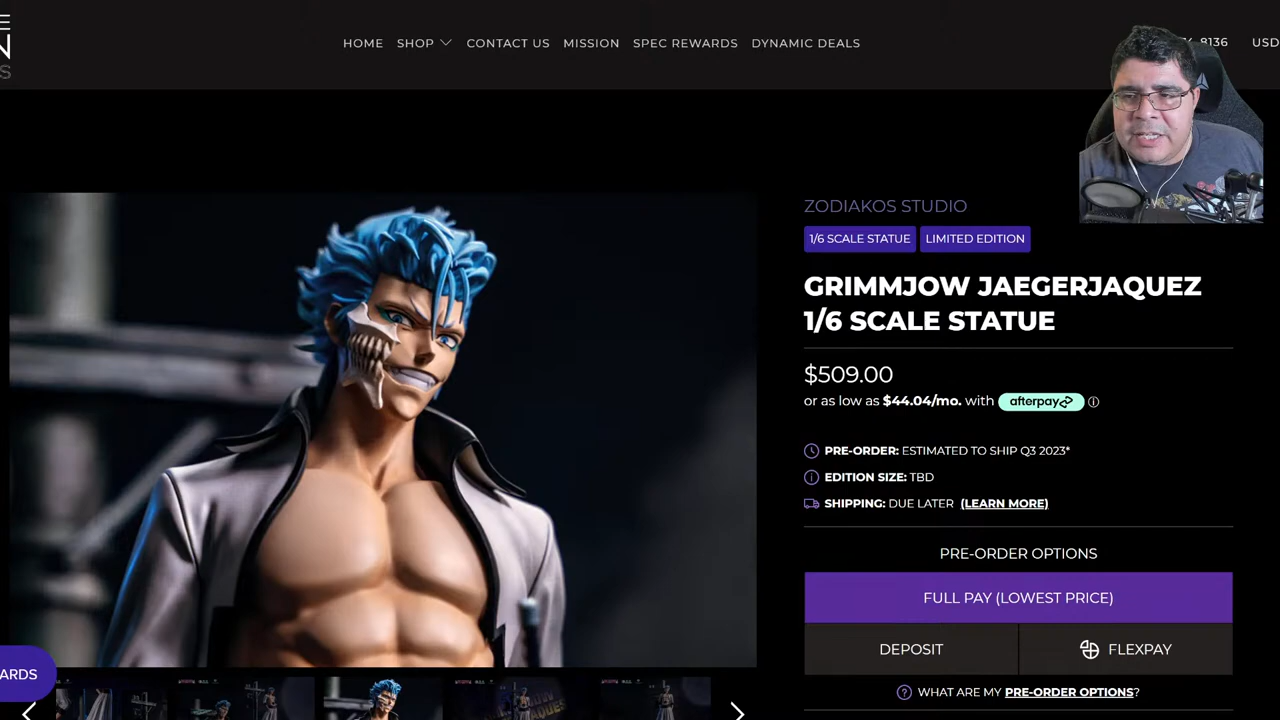 HOME SHOP CONTACT US MISSION SPEC REWARDS DYNAMIC DEALS 8136 USD
ZODIAKOS STUDIO
1/6 SCALE STATUE LIMITED EDITION
GRIMMJOW JAEGERJAQUEZ
1/6 SCALE STATUE
$509.00
or as low as $44.04/mo. with afterpay
PRE-ORDER: ESTIMATED TO SHIP Q3 2023*
EDITION SIZE: TBD
SHIPPING: DUE LATER (LEARN MORE)
PRE-ORDER OPTIONS
FULL PAY (LOWEST PRICE)
DEPOSIT FLEXPAY
ARDS
WHAT ARE MY PRE-ORDER OPTIONS?